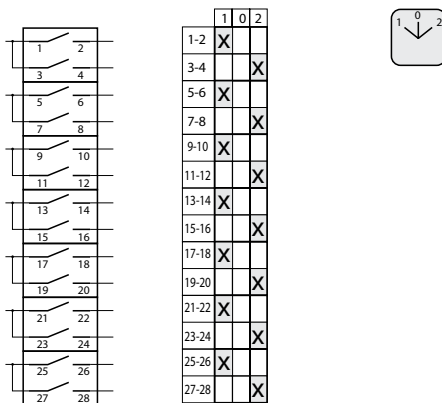 1 2
3 4
5 6
7 8
9 10
11 12
13 14
15 16
17 18
19 20
21 22
23 24
25 26
27 28
1 0 2
1-2 X
3-4 X
5-6 X
7-8 X
9-10 X
11-12 X
13-14 X
15-16 X
17-18 X
19-20 X
21-22 X
23-24 X
25-26 X
27-28 X
1 0 2